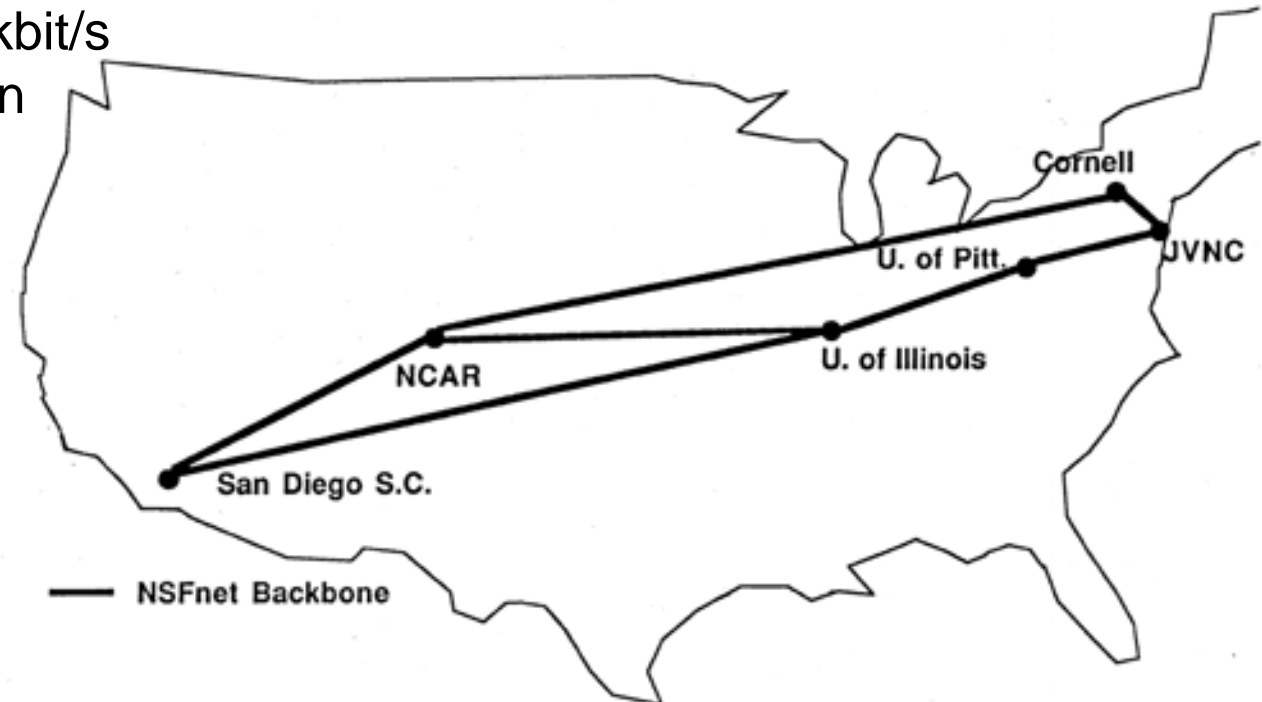 kbit/s
n
Cornell
JVNC
U. of Pitt.
U. of Illinois
NCAR
San Diego S.C.
NSFnet Backbone